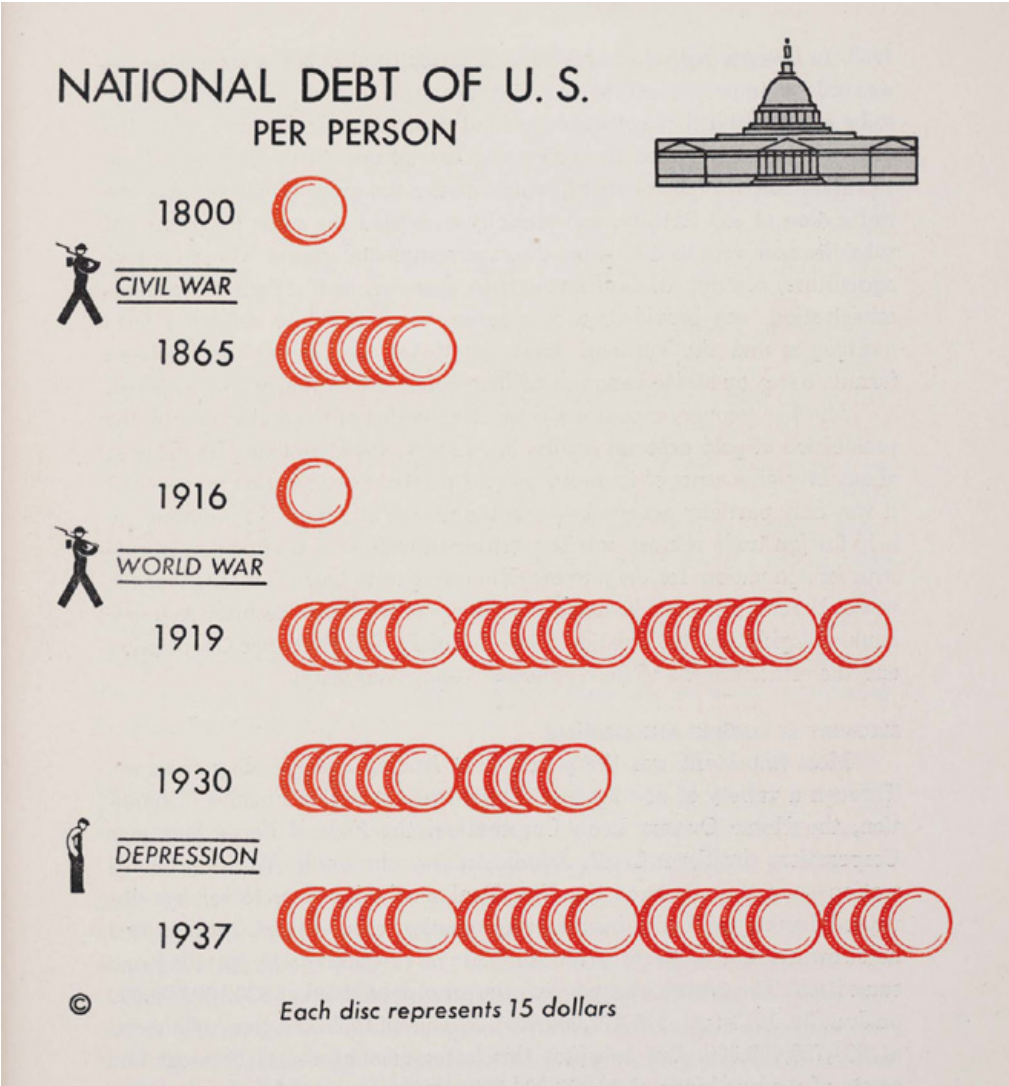 NATIONAL DEBT OF U. S.
PER PERSON
1800
CIVIL WAR
1865
1916
WORLD WAR
1919
1930
DEPRESSION
1937
©
Each disc represents 15 dollars